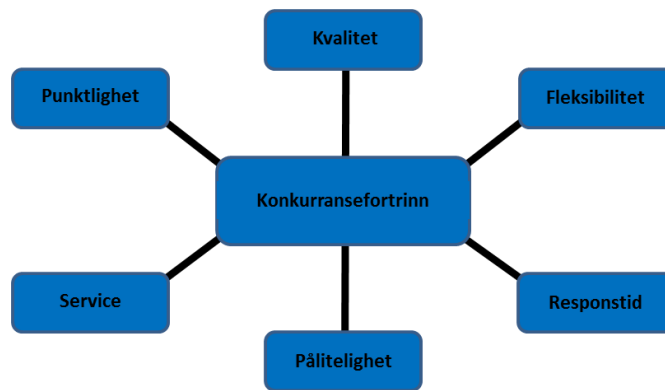 Kvalitet
Punktlighet
Fleksibilitet
Konkurransefortrinn
Service
Responstid
Pålitelighet